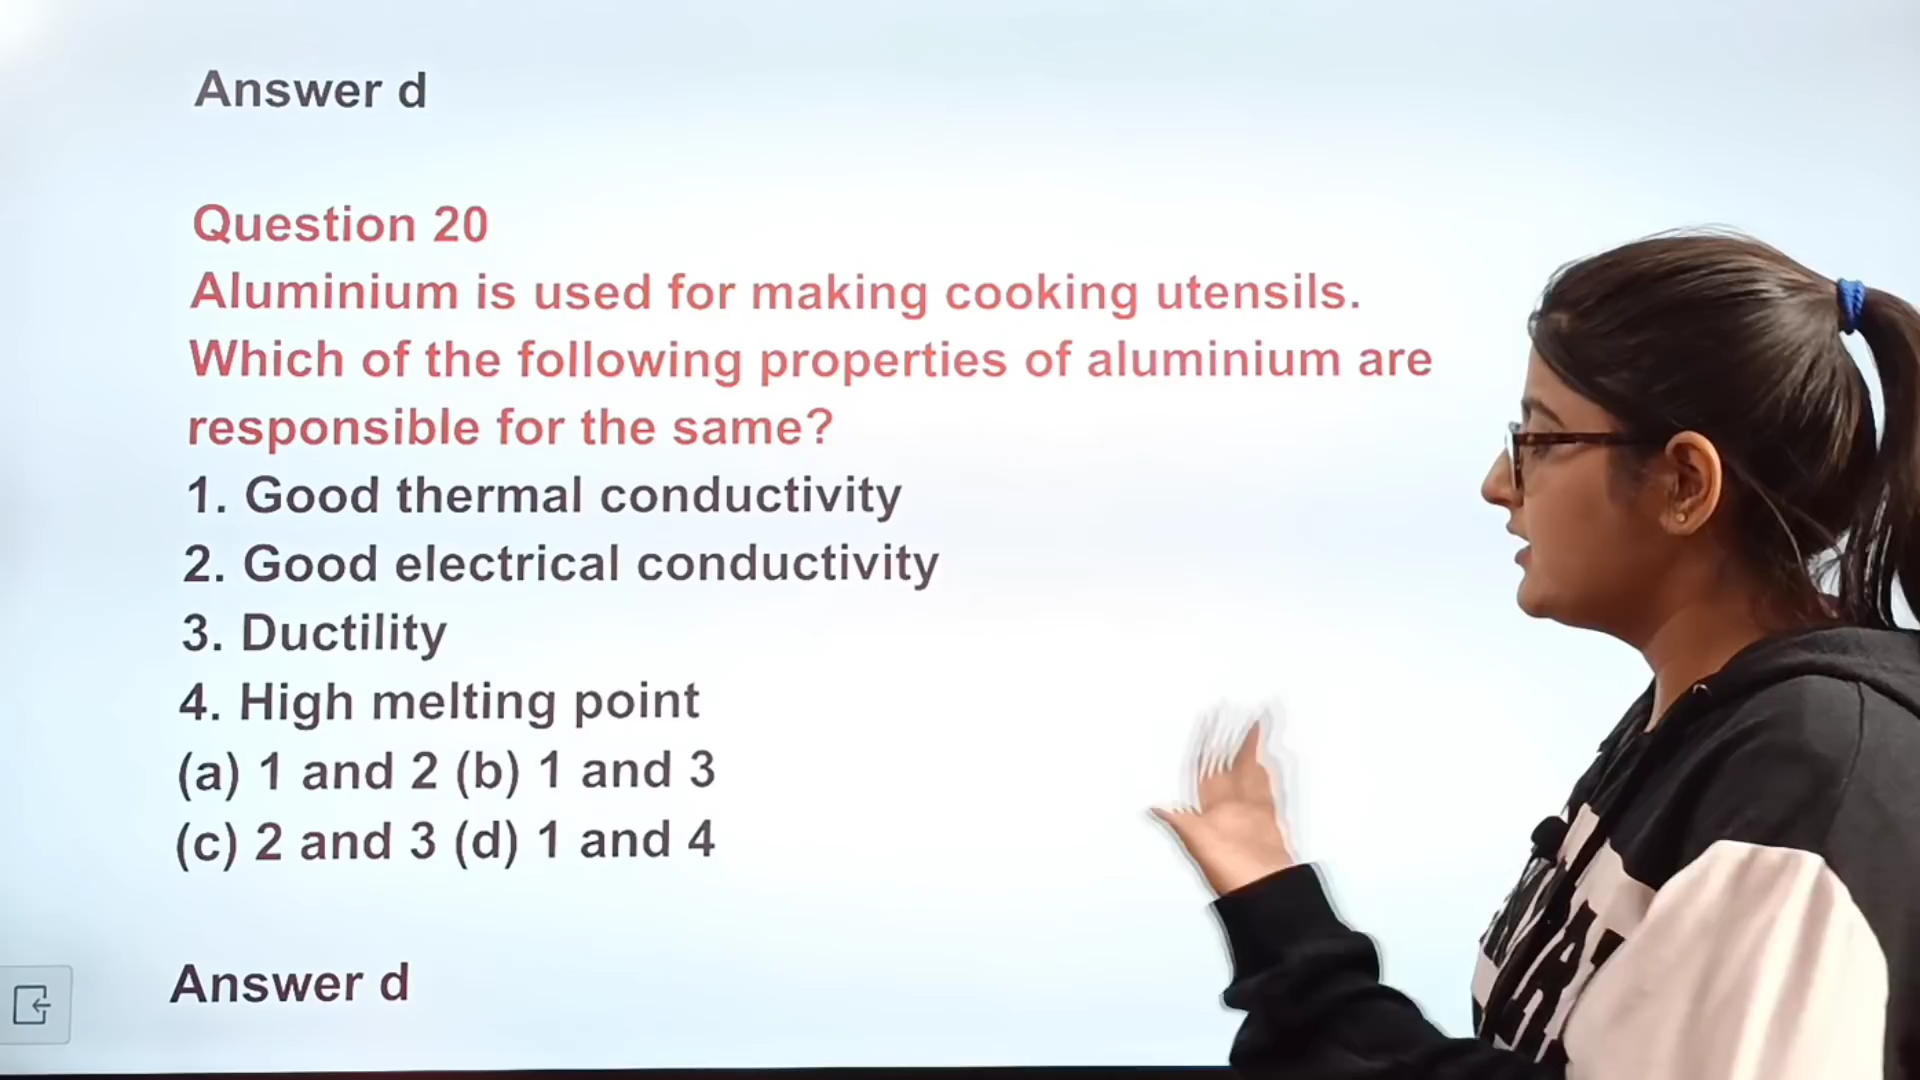 Answer d
Question 20
Aluminium is used for making cooking utensils.
Which of the following properties of aluminium are
responsible for the same?
1. Good thermal conductivity
2. Good electrical conductivity
3. Ductility
4. High melting point
(a) 1 and 2 (b) 1 and 3
(c) 2 and 3 (d) 1 and 4
Answer d